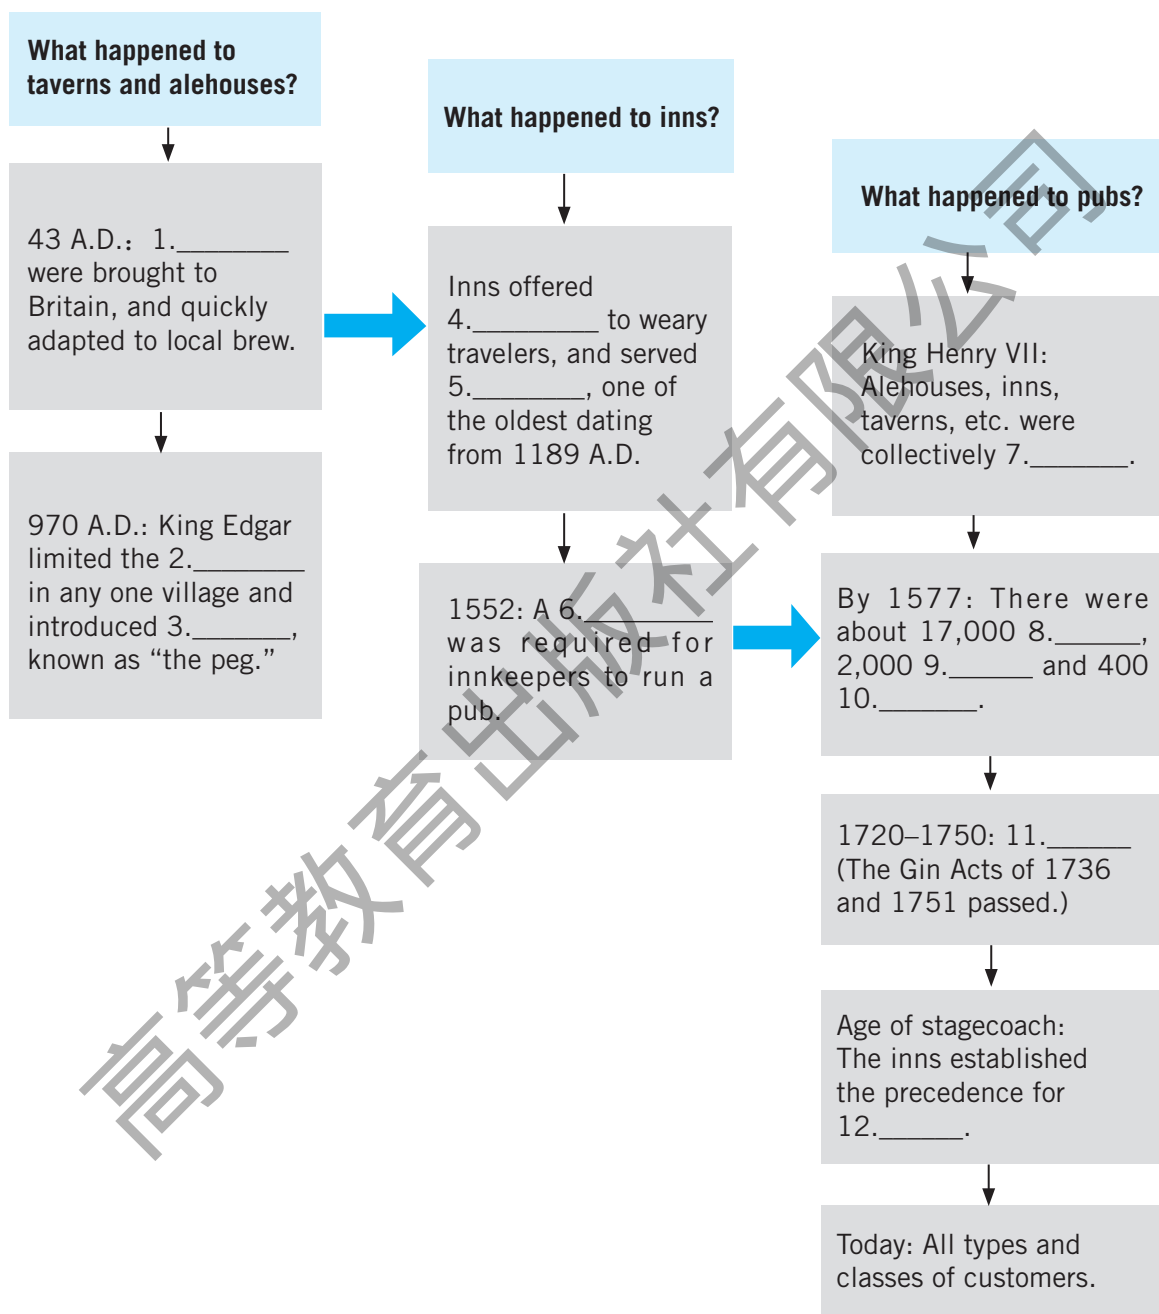 What happened to
taverns and alehouses?
43 A.D.: 1.________
were brought to
Britain, and quickly
adapted to local brew.
970 A.D.: King Edgar
limited the 2.________
in any one village and
introduced 3._______,
known as “the peg.”
What happened to inns?
Inns offered
4._________ to weary
travelers, and served
5.________, one of
the oldest dating
from 1189 A.D.
1552: A 6._________
was required for
innkeepers to run a
pub.
What happened to pubs?
King Henry VII:
Alehouses, inns,
taverns, etc. were
collectively 7._______.
By 1577: There were
about 17,000 8.______,
2,000 9.______ and 400
10._______.
1720–1750: 11.______
(The Gin Acts of 1736
and 1751 passed.)
Age of stagecoach:
The inns established
the precedence for
12.______.
Today: All types and
classes of customers.
高等教育出版社有限公司